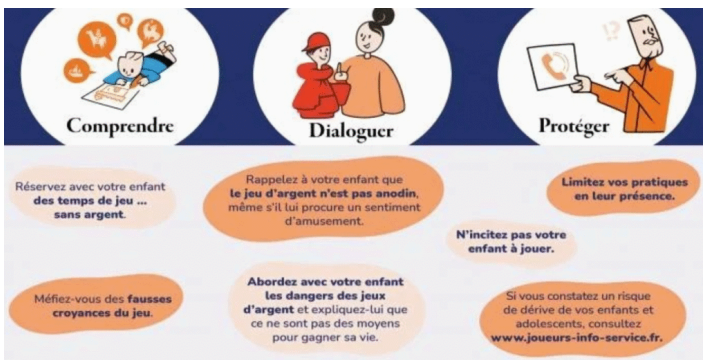 Comprendre
Réservez avec votre enfant
des temps de jeu ...
sans argent.
Méfiez-vous des fausses
croyances du jeu.
Dialoguer
Rappelez à votre enfant que
le jeu d'argent n'est pas anodin,
même s'il lui procure un sentiment
d'amusement.
Abordez avec votre enfant
les dangers des jeux
d'argent et expliquez-lui que
ce ne sont pas des moyens
pour gagner sa vie.
!?
Protéger
Limitez vos pratiques
en leur présence.
N'incitez pas votre
enfant à jouer.
Si vous constatez un risque
de dérive de vos enfants et
adolescents, consultez
www.joueurs-info-service.fr.